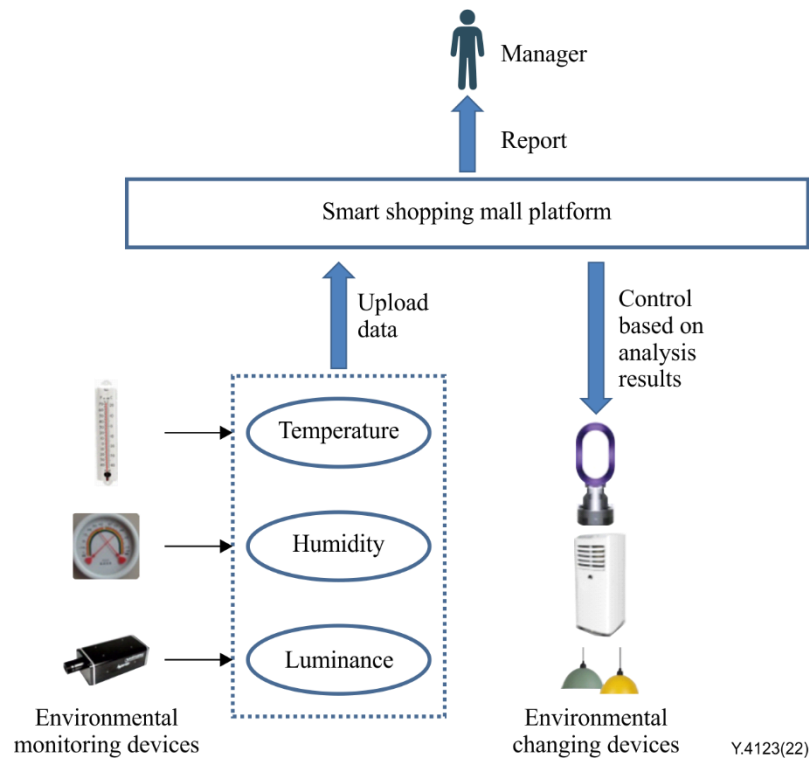 Manager
Report
Smart shopping mall platform
Upload
data
Control
based on
analysis
results
Temperature
Humidity
Luminance
Environmental
monitoring devices
Environmental
changing devices
Y.4123(22)